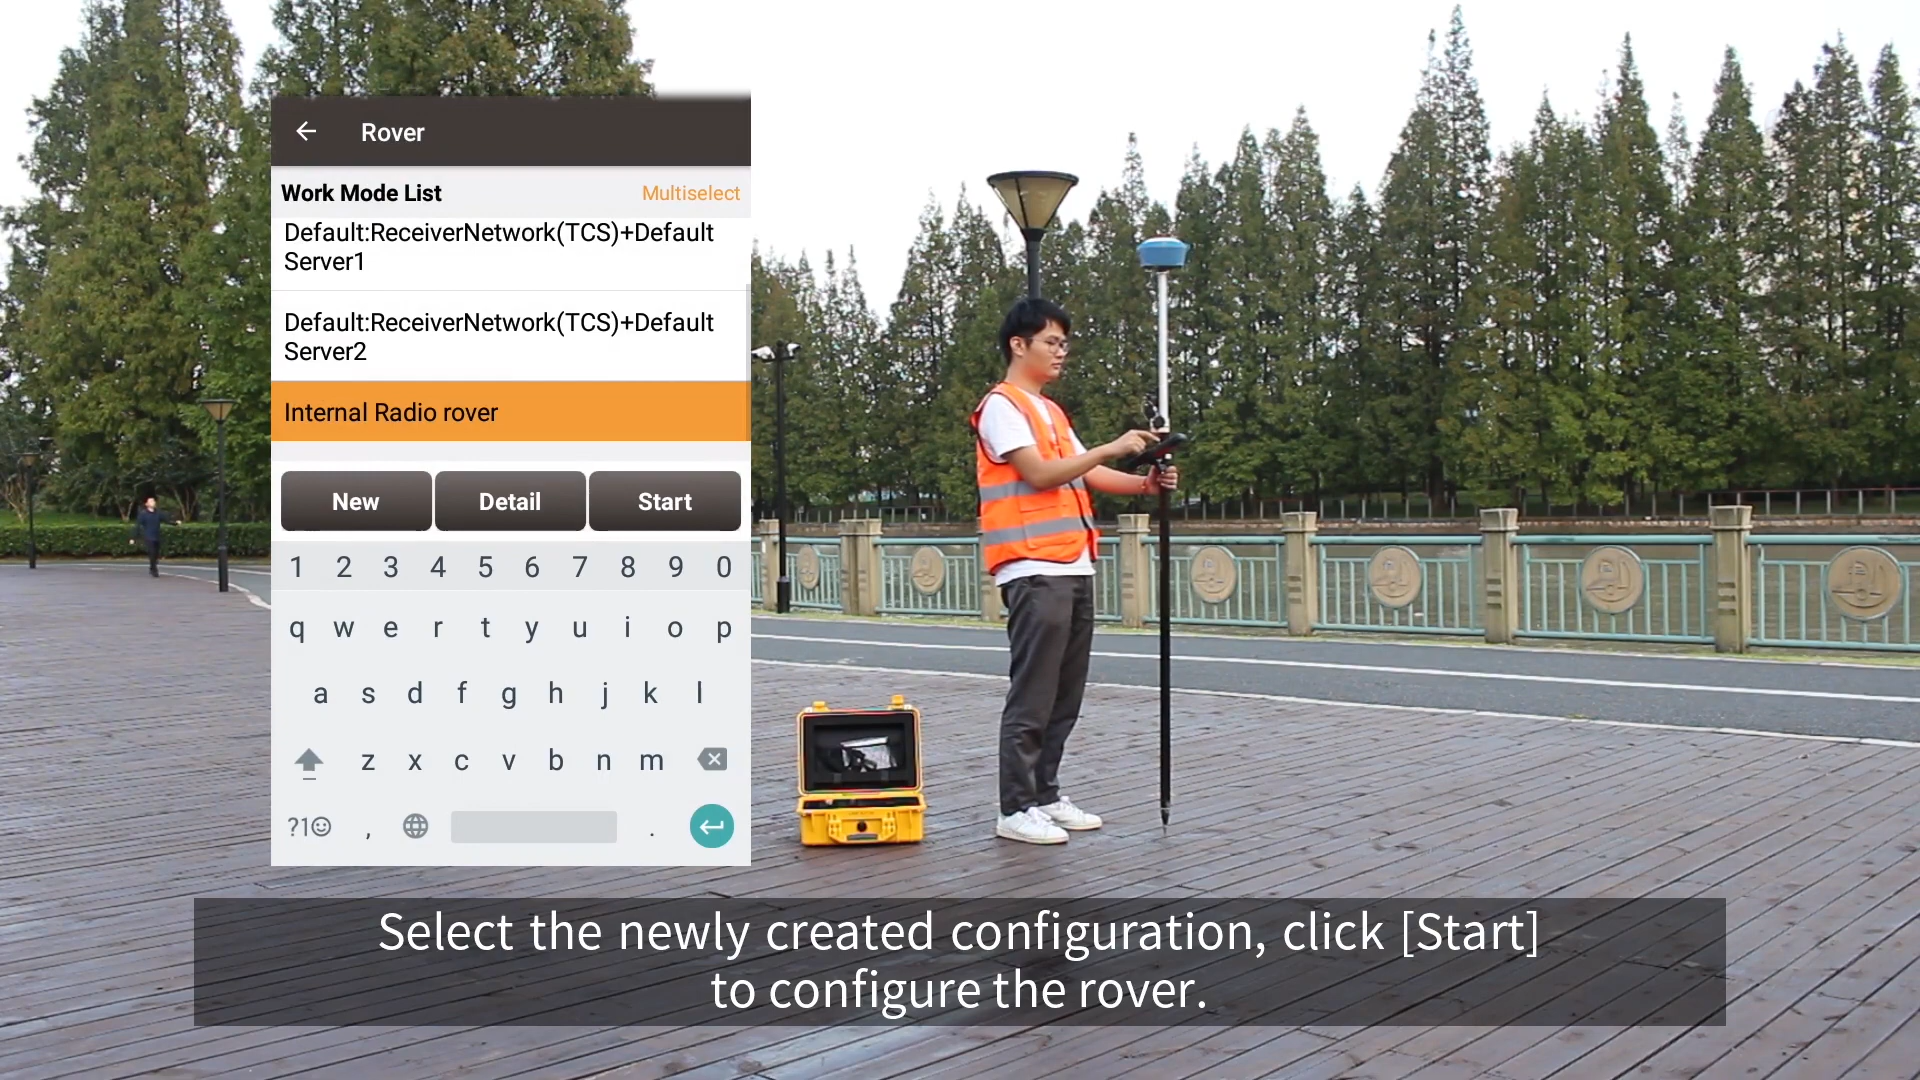 Rover
Work Mode List
Multiselect
Default:ReceiverNetwork(TCS)+Default
Server1
Default:ReceiverNetwork(TCS)+Default
Server2
Internal Radio rover
New
Detail
Start
1 2 3 4 5 6 7 8 9 0
q w e r t y u i o p
a s d f g h j k l
z x c v b n m
?1☺ , .
Select the newly created configuration, click [Start]
to configure the rover.